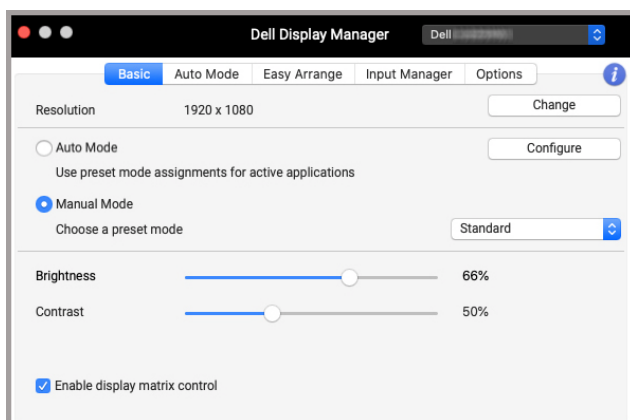 Dell Display Manager Dell
Basic Auto Mode Easy Arrange Input Manager Options i
Resolution 1920 x 1080 Change
Auto Mode Configure
Use preset mode assignments for active applications
Manual Mode
Choose a preset mode Standard
Brightness 66%
Contrast 50%
Enable display matrix control